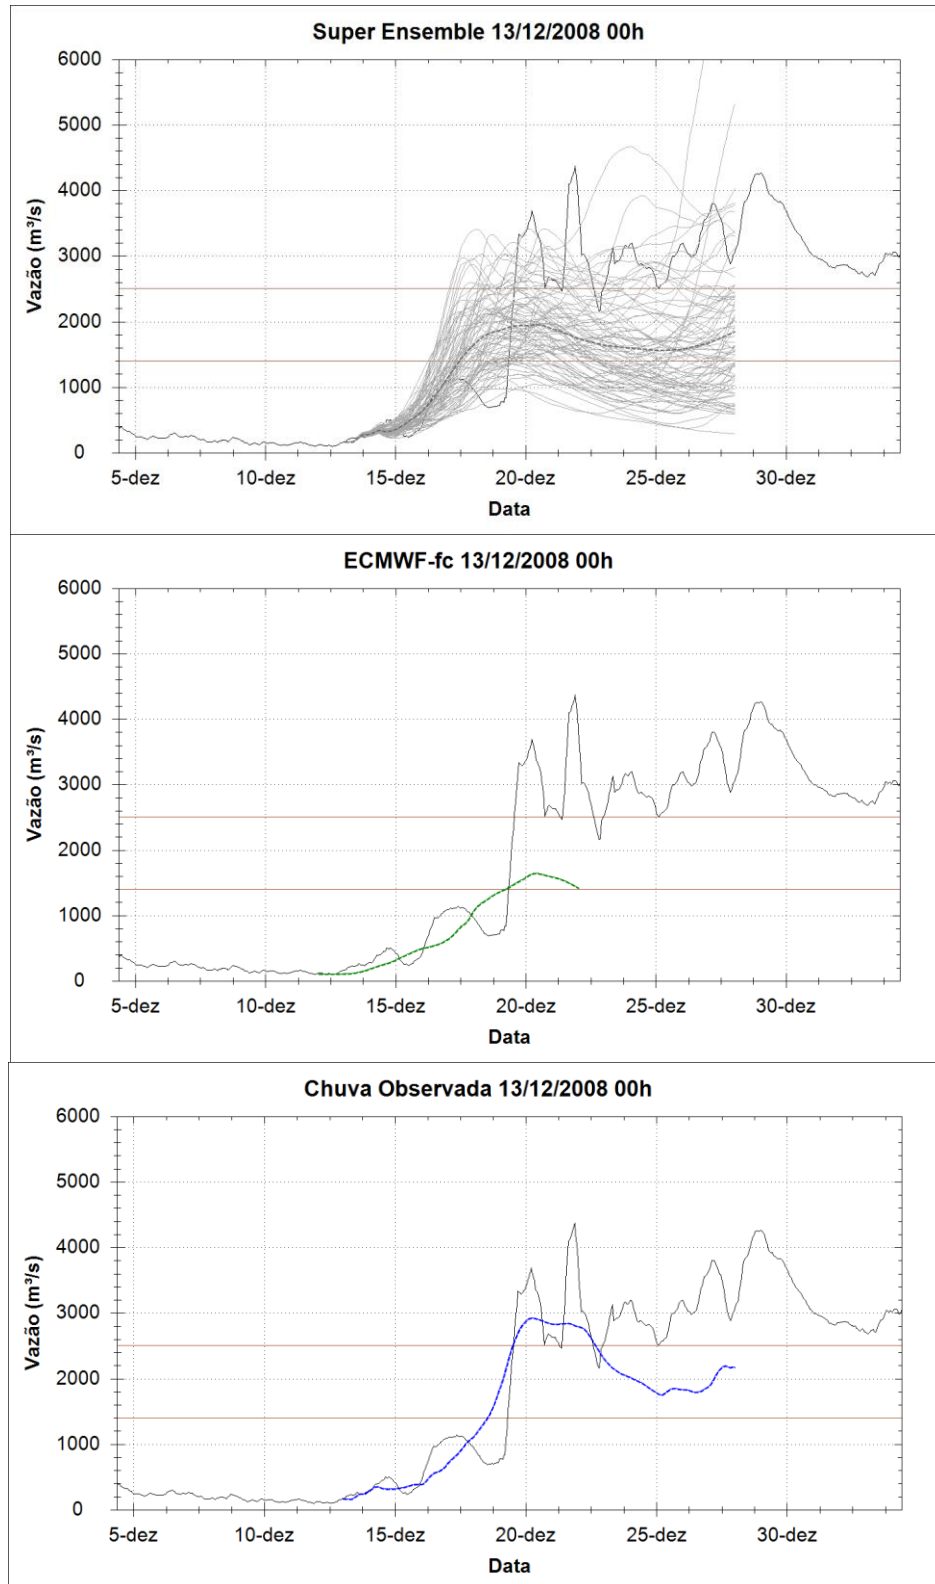 Super Ensemble 13/12/2008 00h
6000
5000
4000
3000
2000
1000
0
Vazão (m³/s)
5-dez 10-dez 15-dez 20-dez 25-dez 30-dez
Data
ECMWF-fc 13/12/2008 00h
6000
5000
4000
3000
2000
1000
0
Vazão (m³/s)
5-dez 10-dez 15-dez 20-dez 25-dez 30-dez
Data
Chuva Observada 13/12/2008 00h
6000
5000
4000
3000
2000
1000
0
Vazão (m³/s)
5-dez 10-dez 15-dez 20-dez 25-dez 30-dez
Data